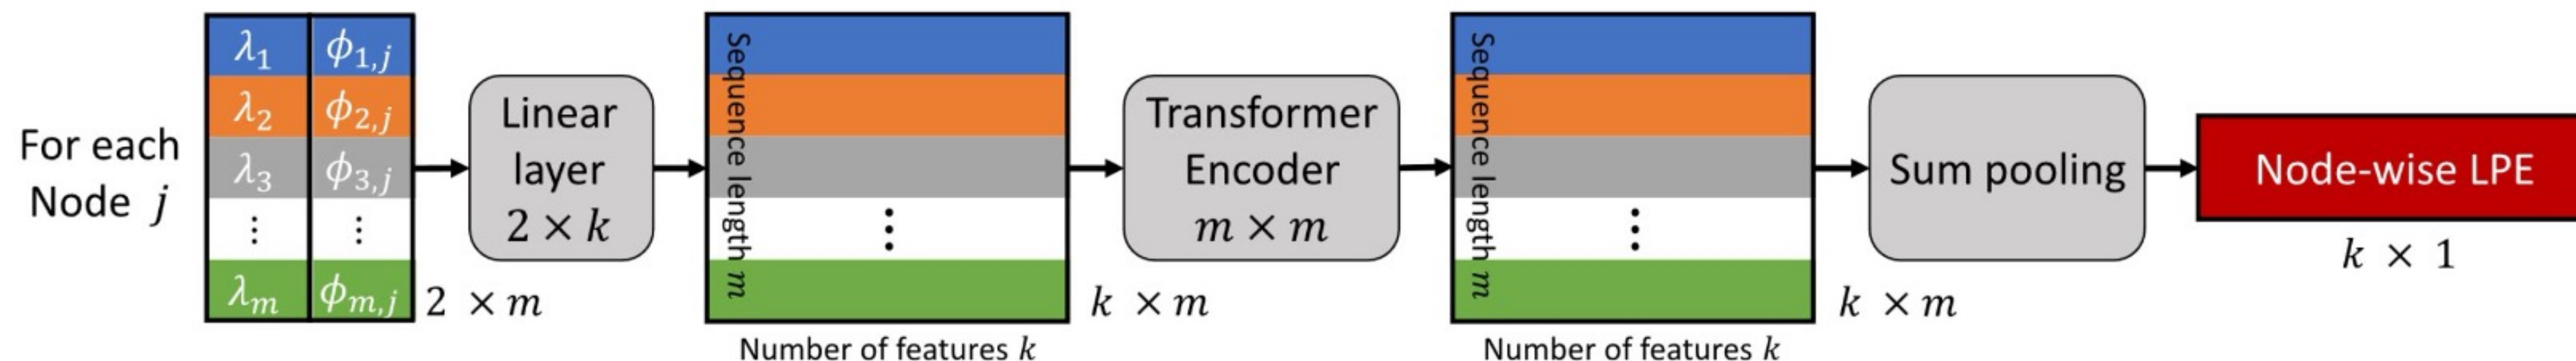 For each
Node j
λ₁ ϕ₁,ⱼ
λ₂ ϕ₂,ⱼ
λ₃ ϕ₃,ⱼ
⋮ ⋮
λₘ ϕₘ,ⱼ
2 × m
Linear
layer
2 × k
Sequence length m
⋮
Number of features k
k × m
Transformer
Encoder
m × m
Sequence length m
⋮
Number of features k
k × m
Sum pooling
Node-wise LPE
k × 1